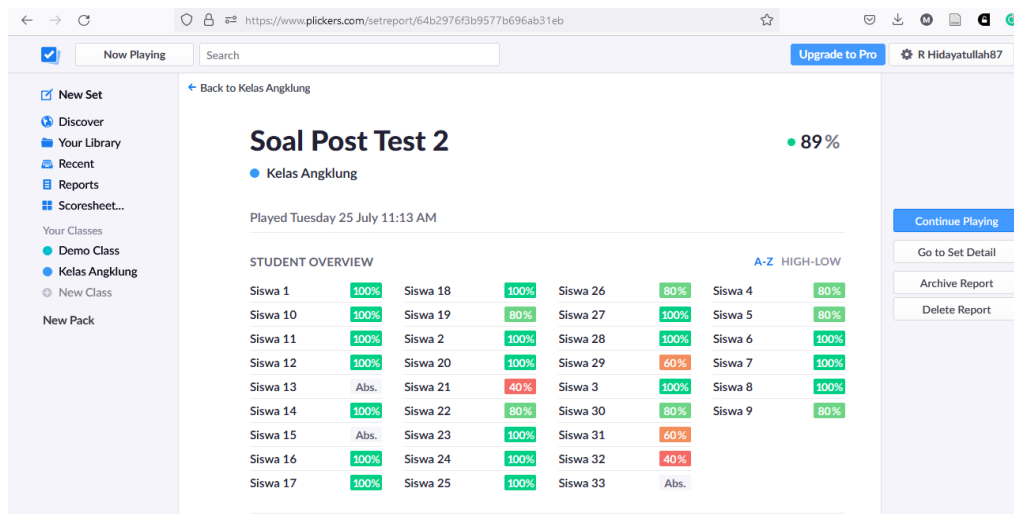 https://www.plickers.com/setreport/64b2976f3b9577b696ab31eb
Now Playing
Search
Upgrade to Pro
R Hidayatullah87
New Set
Discover
Your Library
Recent
Reports
Scoresheet...
Your Classes
Demo Class
Kelas Angklung
New Class
New Pack
Back to Kelas Angklung
Soal Post Test 2
89%
Kelas Angklung
Played Tuesday 25 July 11:13 AM
STUDENT OVERVIEW A-Z HIGH-LOW
Siswa 1 100% Siswa 18 100% Siswa 26 80% Siswa 4 80%
Siswa 10 100% Siswa 19 80% Siswa 27 100% Siswa 5 80%
Siswa 11 100% Siswa 2 100% Siswa 28 100% Siswa 6 100%
Siswa 12 100% Siswa 20 100% Siswa 29 60% Siswa 7 100%
Siswa 13 Abs. Siswa 21 40% Siswa 3 100% Siswa 8 100%
Siswa 14 100% Siswa 22 80% Siswa 30 80% Siswa 9 80%
Siswa 15 Abs. Siswa 23 100% Siswa 31 60%
Siswa 16 100% Siswa 24 100% Siswa 32 40%
Siswa 17 100% Siswa 25 100% Siswa 33 Abs.
Continue Playing
Go to Set Detail
Archive Report
Delete Report